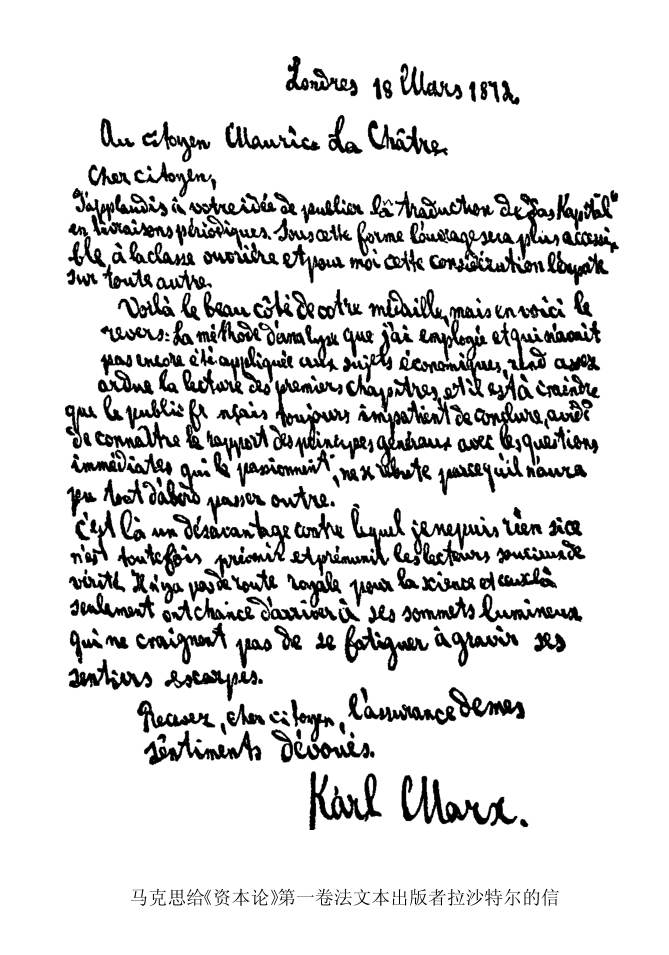 Londres 18 Mars 1872.
Au citoyen Maurice La Châtre.
Cher citoyen,
J'applaudis à votre idée de publier la traduction de „Das Kapital“
en livraisons périodiques. Sous cette forme l'ouvrage sera plus accessi-
ble à la classe ouvrière et pour moi cette considération l'emporte
sur toute autre.
Voilà le beau côté de votre médaille, mais en voici le
revers: La méthode d'analyse que j'ai employée et qui n'avait
pas encore été appliquée aux sujets économiques, rend assez
ardue la lecture des premiers chapitres, et il est à craindre
que le public fr nçais toujours impatient de conclure, avide
de connaître le rapport des principes généraux avec les questions
immédiates qui le passionnent, ne se rebute parcequ'il n'aura
pu tout d'abord passer outre.
C'est là un désavantage contre lequel je ne puis rien si ce
n'est toutefois prévenir et prémunir les lecteurs soucieux de
vérité. Il n'y a pas de route royale pour la science et ceux là
seulement ont chance d'arriver à ses sommets lumineux
qui ne craignent pas de se fatiguer à gravir ses
sentiers escarpés.
Recevez, cher citoyen, l'assurance de mes
sentiments dévoués.
Karl Marx.
马克思给《资本论》第一卷法文本出版者拉沙特尔的信